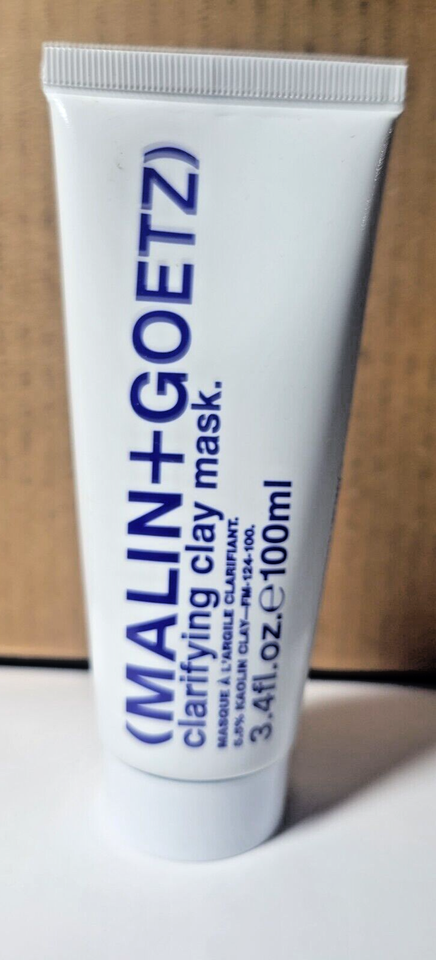 (MALIN+GOETZ)
clarifying clay mask.
MASQUE À L'ARGILE CLARIFIANT.
5.5% KAOLIN CLAY—FM-124-100.
3.4fl.oz.℮100ml